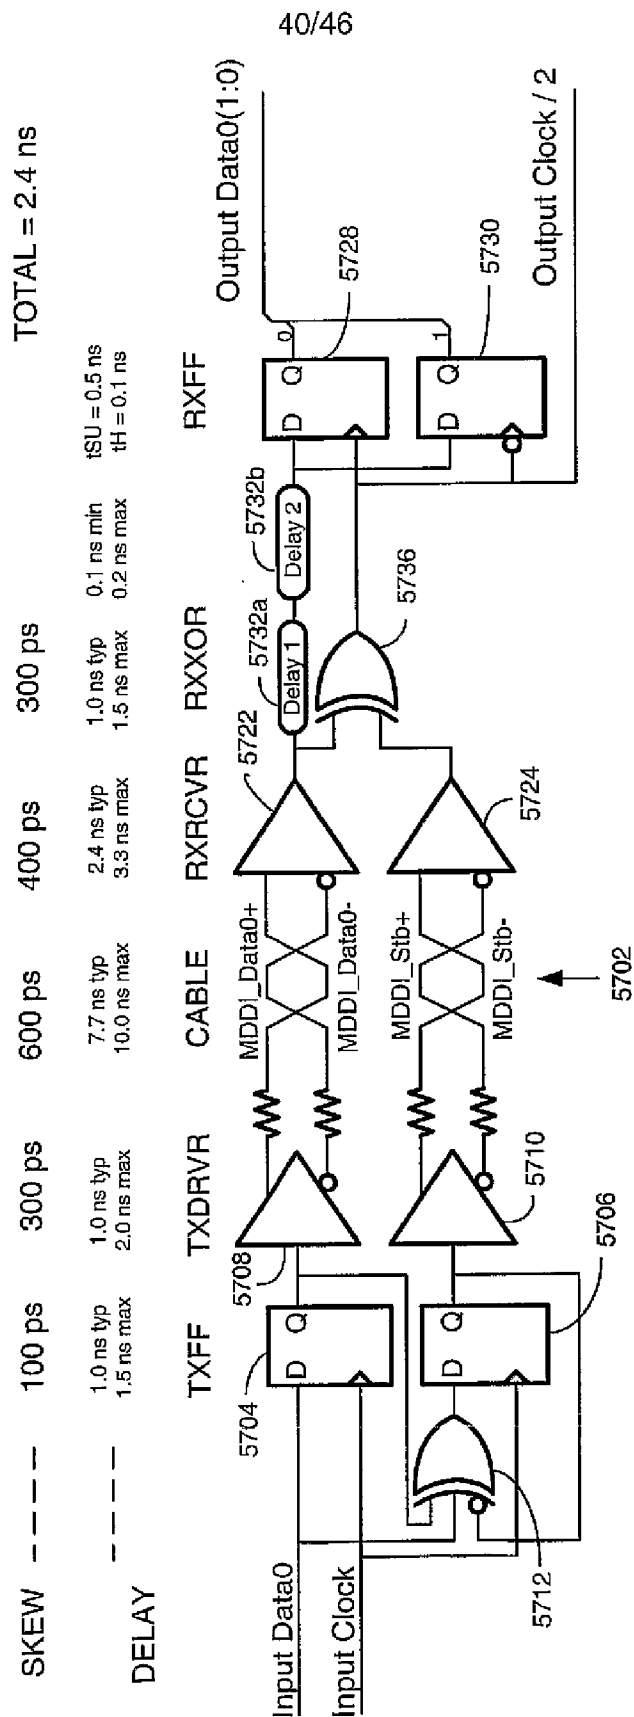 40/46
SKEW
100 ps
300 ps
600 ps
400 ps
300 ps
TOTAL = 2.4 ns
DELAY
1.0 ns typ
1.5 ns max
1.0 ns typ
2.0 ns max
7.7 ns typ
10.0 ns max
2.4 ns typ
3.3 ns max
1.0 ns typ
1.5 ns max
0.1 ns min
0.2 ns max
tSU = 0.5 ns
tH = 0.1 ns
TXFF
TXDRVR
CABLE
RXRCVR
RXXOR
RXFF
Input Data0
Input Clock
5704
D Q
5712
D Q
5706
5708
5710
MDDI_Data0+
MDDI_Data0-
MDDI_Stb+
MDDI_Stb-
5702
5722
5724
5732a
Delay 1
5732b
Delay 2
5736
D Q
0
5728
D Q
1
5730
Output Data0(1:0)
Output Clock / 2